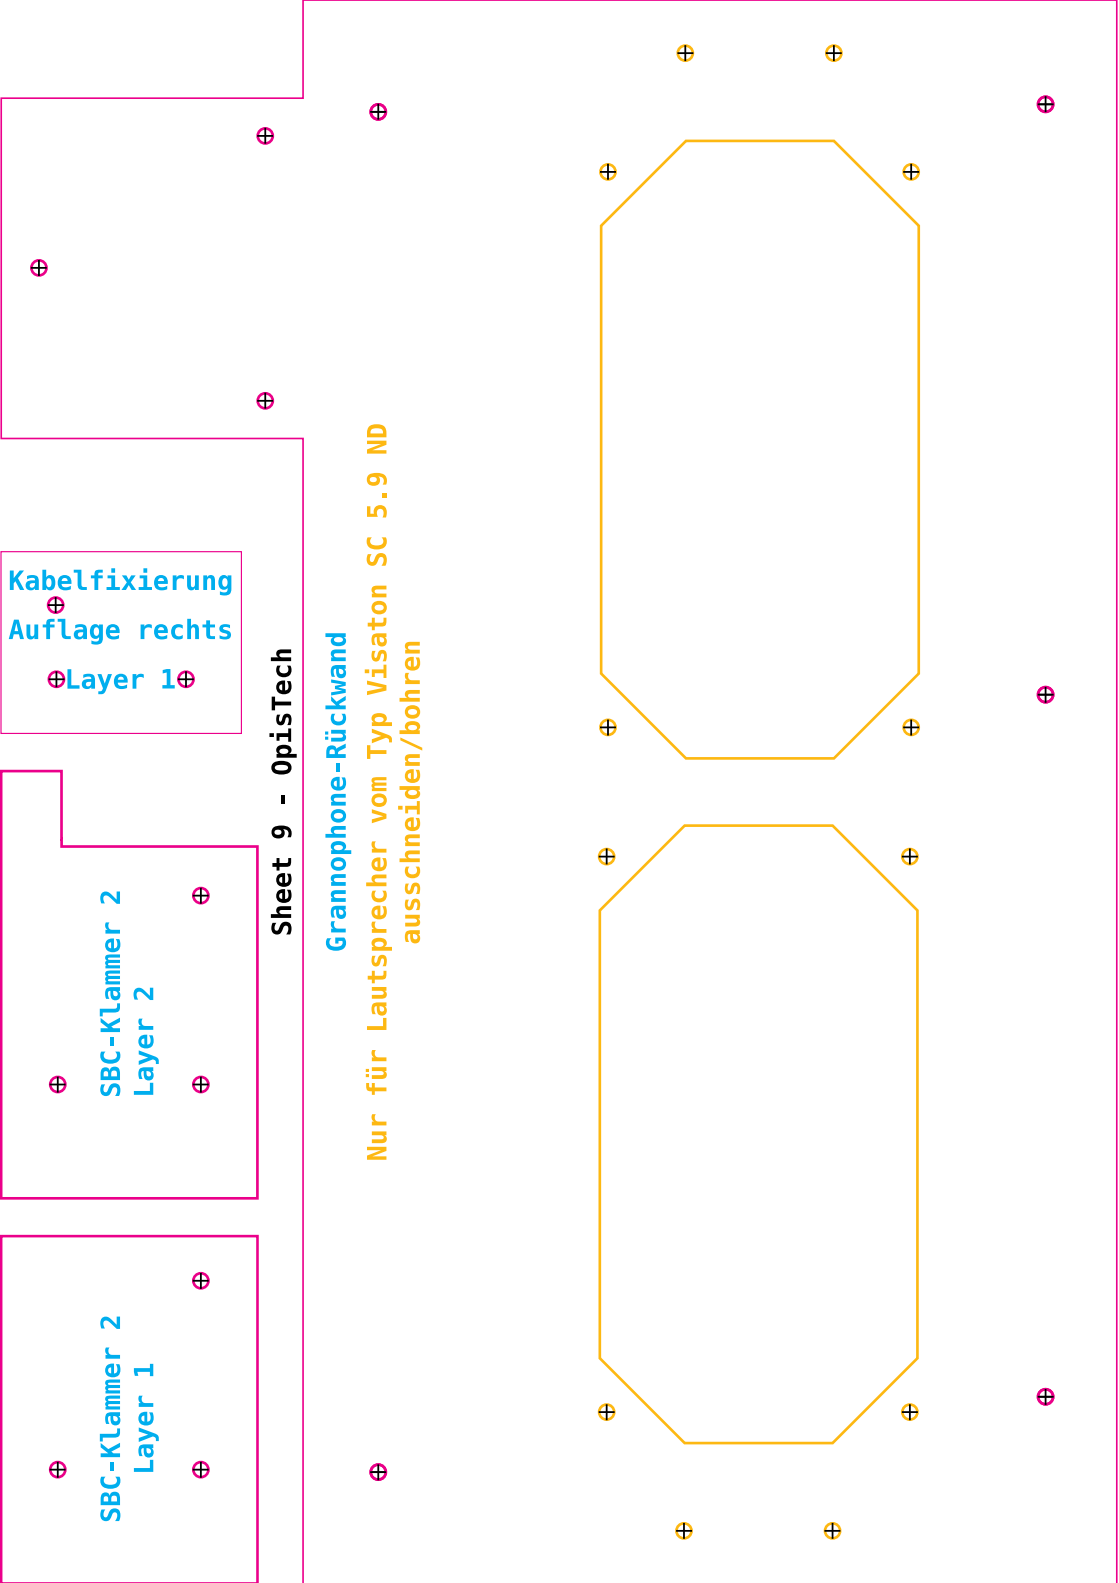 Kabelfixierung
Auflage rechts
Layer 1
SBC-Klammer 2
Layer 2
SBC-Klammer 2
Layer 1
Sheet 9 - OpisTech
Grannophone-Rückwand
Nur für Lautsprecher vom Typ Visaton SC 5.9 ND
ausschneiden/bohren